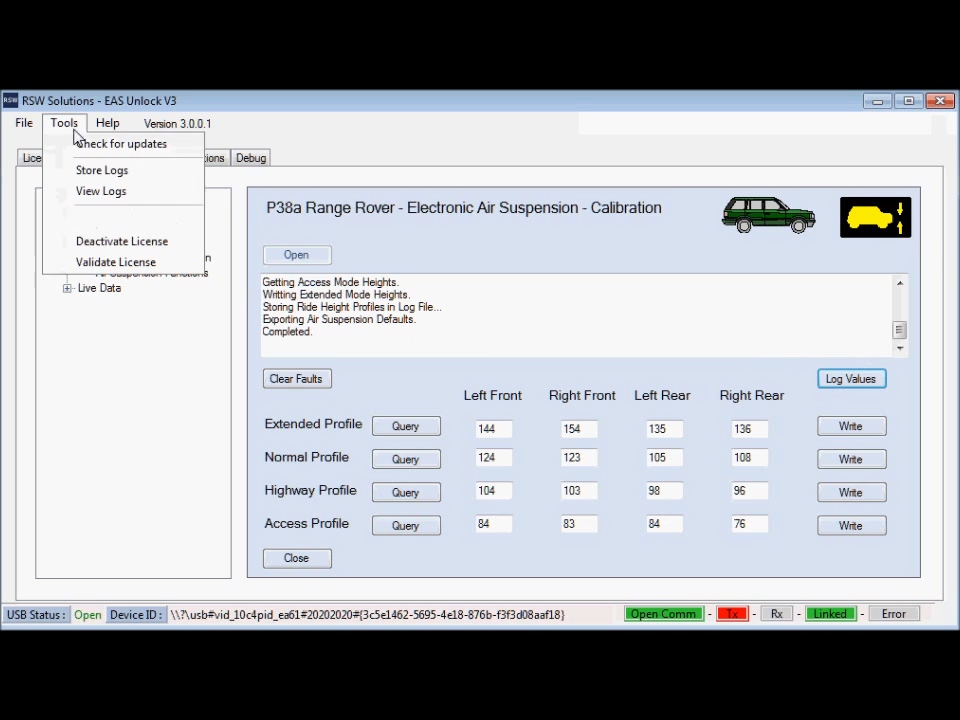 RSW RSW Solutions - EAS Unlock V3
File Tools Help Version 3.0.0.1
Check for updates
Store Logs
View Logs
Deactivate License
Validate License
Debug
Live Data
P38a Range Rover - Electronic Air Suspension - Calibration
Open
Getting Access Mode Heights.
Writting Extended Mode Heights.
Storing Ride Height Profiles in Log File...
Exporting Air Suspension Defaults.
Completed.
Clear Faults Log Values
Left Front Right Front Left Rear Right Rear
Extended Profile Query 144 154 135 136 Write
Normal Profile Query 124 123 105 108 Write
Highway Profile Query 104 103 98 96 Write
Access Profile Query 84 83 84 76 Write
Close
USB Status : Open Device ID : \\?\usb#vid_10c4pid_ea61#20202020#{3c5e1462-5695-4e18-876b-f3f3d08aaf18} Open Comm - Tx - Rx - Linked - Error